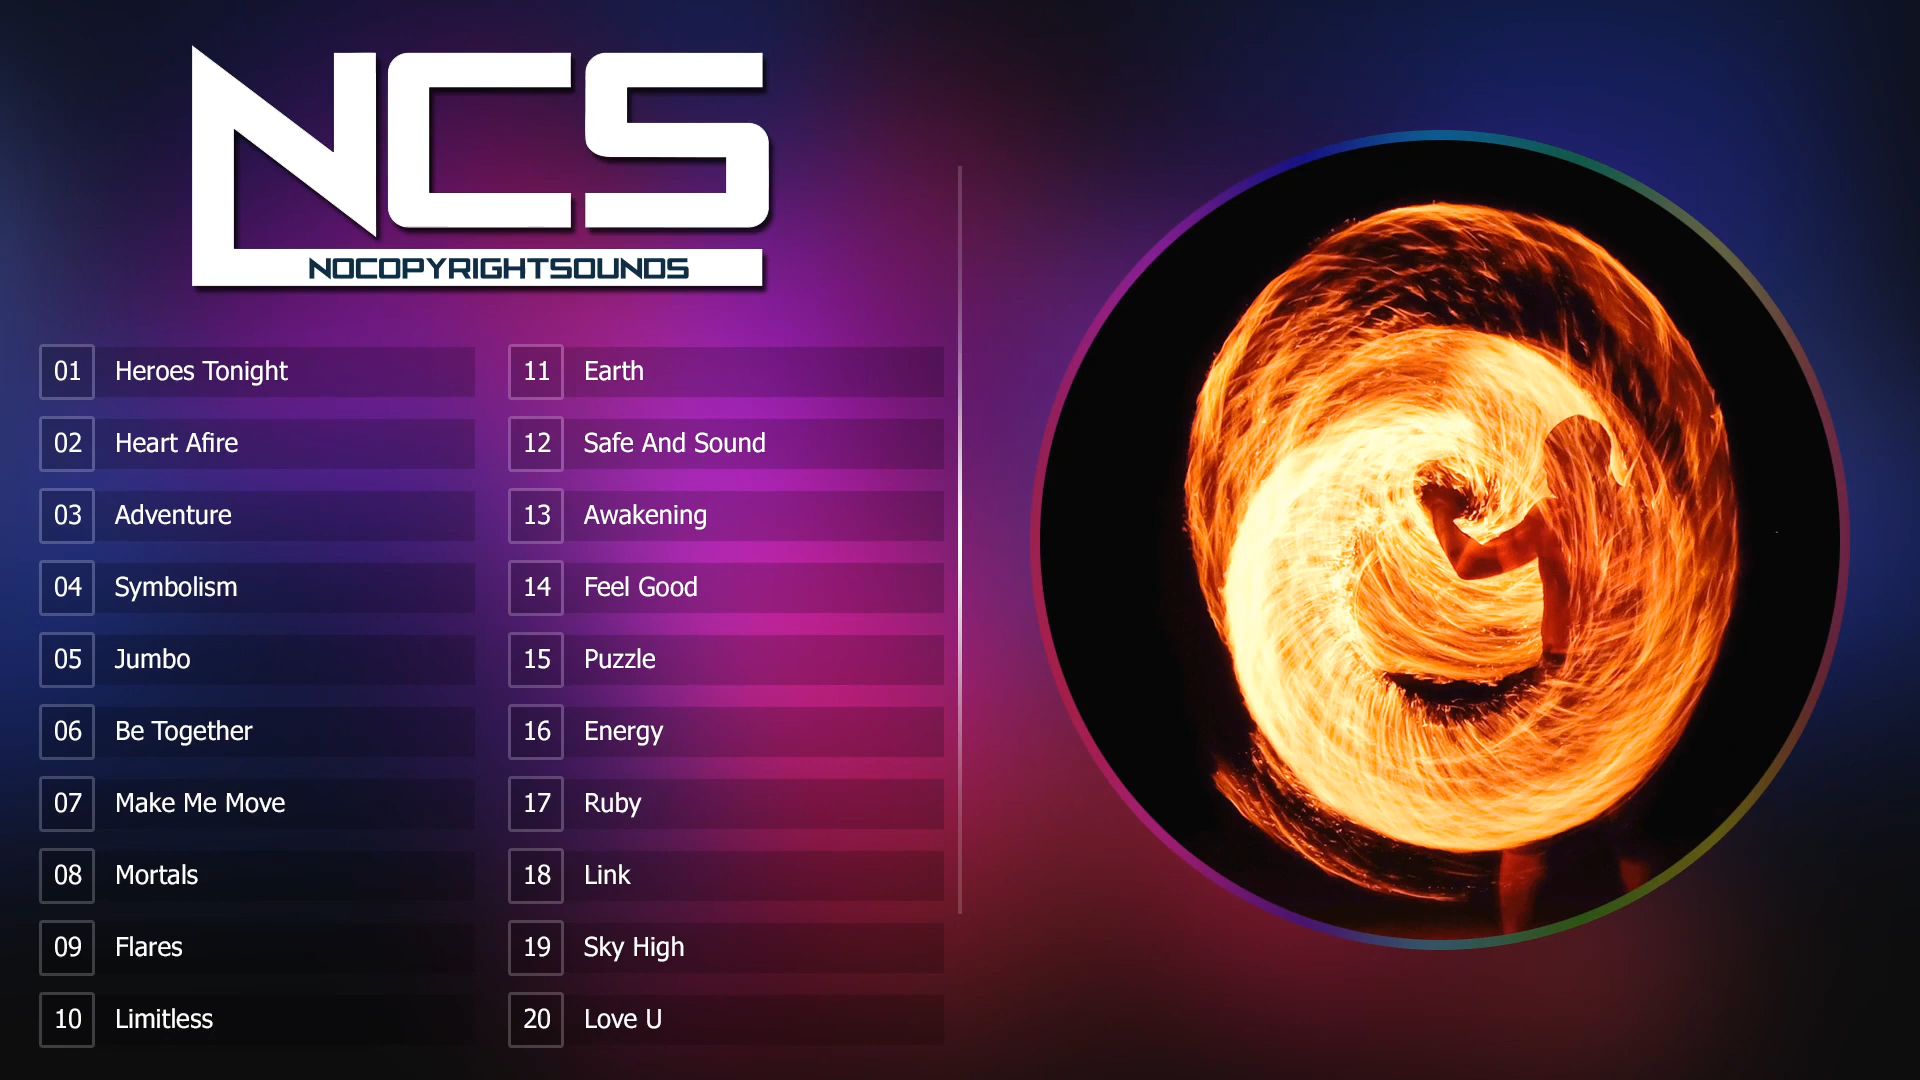 NCS
NOCOPYRIGHTSOUNDS
01 Heroes Tonight
02 Heart Afire
03 Adventure
04 Symbolism
05 Jumbo
06 Be Together
07 Make Me Move
08 Mortals
09 Flares
10 Limitless
11 Earth
12 Safe And Sound
13 Awakening
14 Feel Good
15 Puzzle
16 Energy
17 Ruby
18 Link
19 Sky High
20 Love U